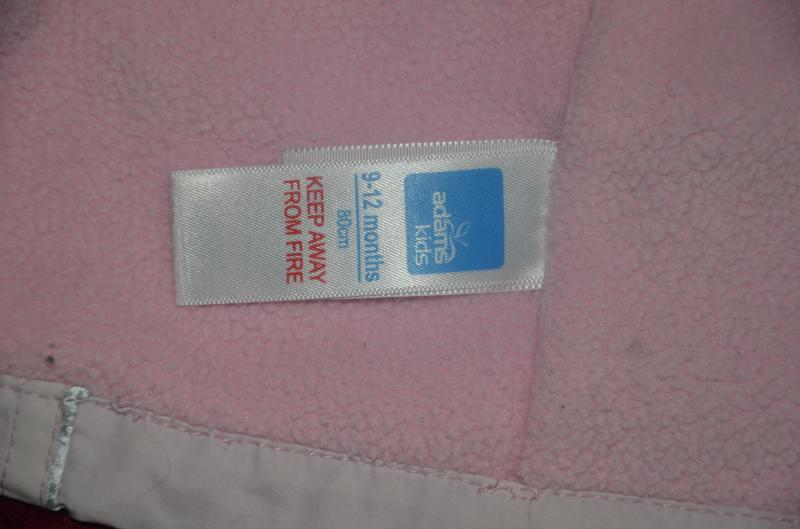 adams
kids
9-12 months
80cm
KEEP AWAY
FROM FIRE